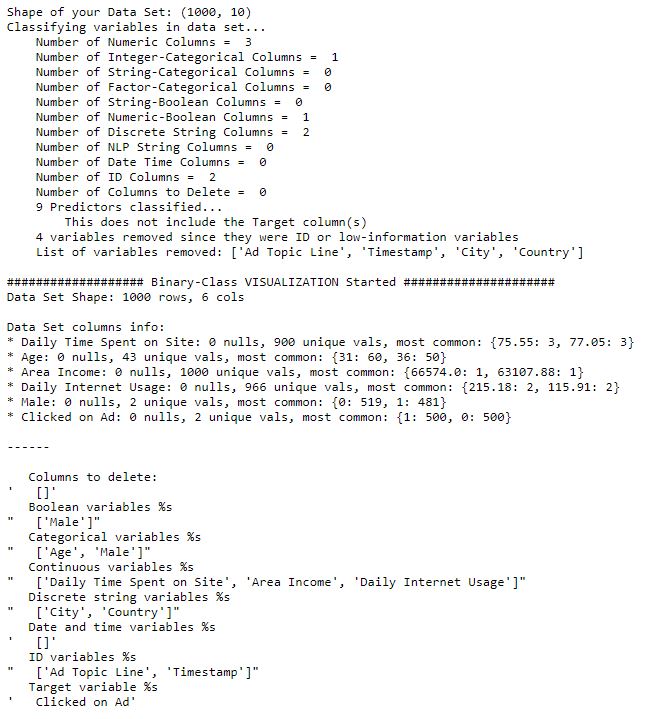 Shape of your Data Set: (1000, 10)
Classifying variables in data set...
    Number of Numeric Columns =  3
    Number of Integer-Categorical Columns =  1
    Number of String-Categorical Columns =  0
    Number of Factor-Categorical Columns =  0
    Number of String-Boolean Columns =  0
    Number of Numeric-Boolean Columns =  1
    Number of Discrete String Columns =  2
    Number of NLP String Columns =  0
    Number of Date Time Columns =  0
    Number of ID Columns =  2
    Number of Columns to Delete =  0
    9 Predictors classified...
        This does not include the Target column(s)
    4 variables removed since they were ID or low-information variables
    List of variables removed: ['Ad Topic Line', 'Timestamp', 'City', 'Country']
################### Binary-Class VISUALIZATION Started #####################
Data Set Shape: 1000 rows, 6 cols
Data Set columns info:
* Daily Time Spent on Site: 0 nulls, 900 unique vals, most common: {75.55: 3, 77.05: 3}
* Age: 0 nulls, 43 unique vals, most common: {31: 60, 36: 50}
* Area Income: 0 nulls, 1000 unique vals, most common: {66574.0: 1, 63107.88: 1}
* Daily Internet Usage: 0 nulls, 966 unique vals, most common: {215.18: 2, 115.91: 2}
* Male: 0 nulls, 2 unique vals, most common: {0: 519, 1: 481}
* Clicked on Ad: 0 nulls, 2 unique vals, most common: {1: 500, 0: 500}
------
   Columns to delete:
'   []'
   Boolean variables %s
"   ['Male']"
   Categorical variables %s
"   ['Age', 'Male']"
   Continuous variables %s
"   ['Daily Time Spent on Site', 'Area Income', 'Daily Internet Usage']"
   Discrete string variables %s
"   ['City', 'Country']"
   Date and time variables %s
'   []'
   ID variables %s
"   ['Ad Topic Line', 'Timestamp']"
   Target variable %s
'   Clicked on Ad'